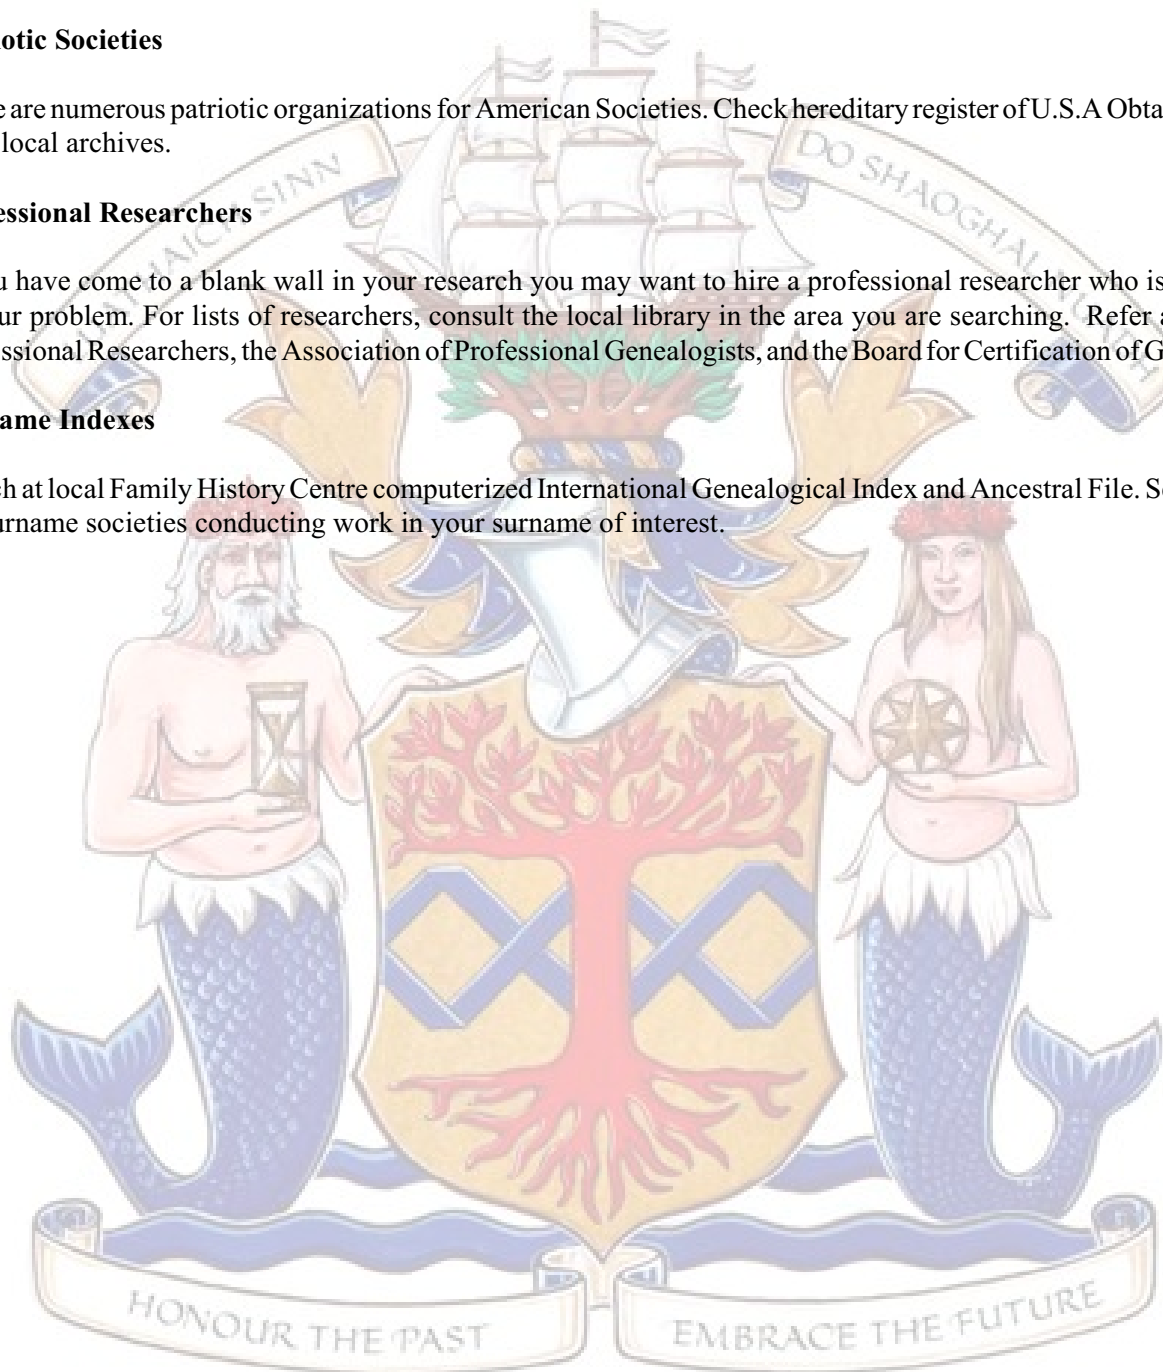 otic Societies
e are numerous patriotic organizations for American Societies. Check hereditary register of U.S.A Obta
local archives.
essional Researchers
u have come to a blank wall in your research you may want to hire a professional researcher who is
ur problem. For lists of researchers, consult the local library in the area you are searching. Refer a
ssional Researchers, the Association of Professional Genealogists, and the Board for Certification of G
ame Indexes
ch at local Family History Centre computerized International Genealogical Index and Ancestral File. S
urname societies conducting work in your surname of interest.
SINN
DO SHAOGHAL
HONOUR THE PAST
EMBRACE THE FUTURE